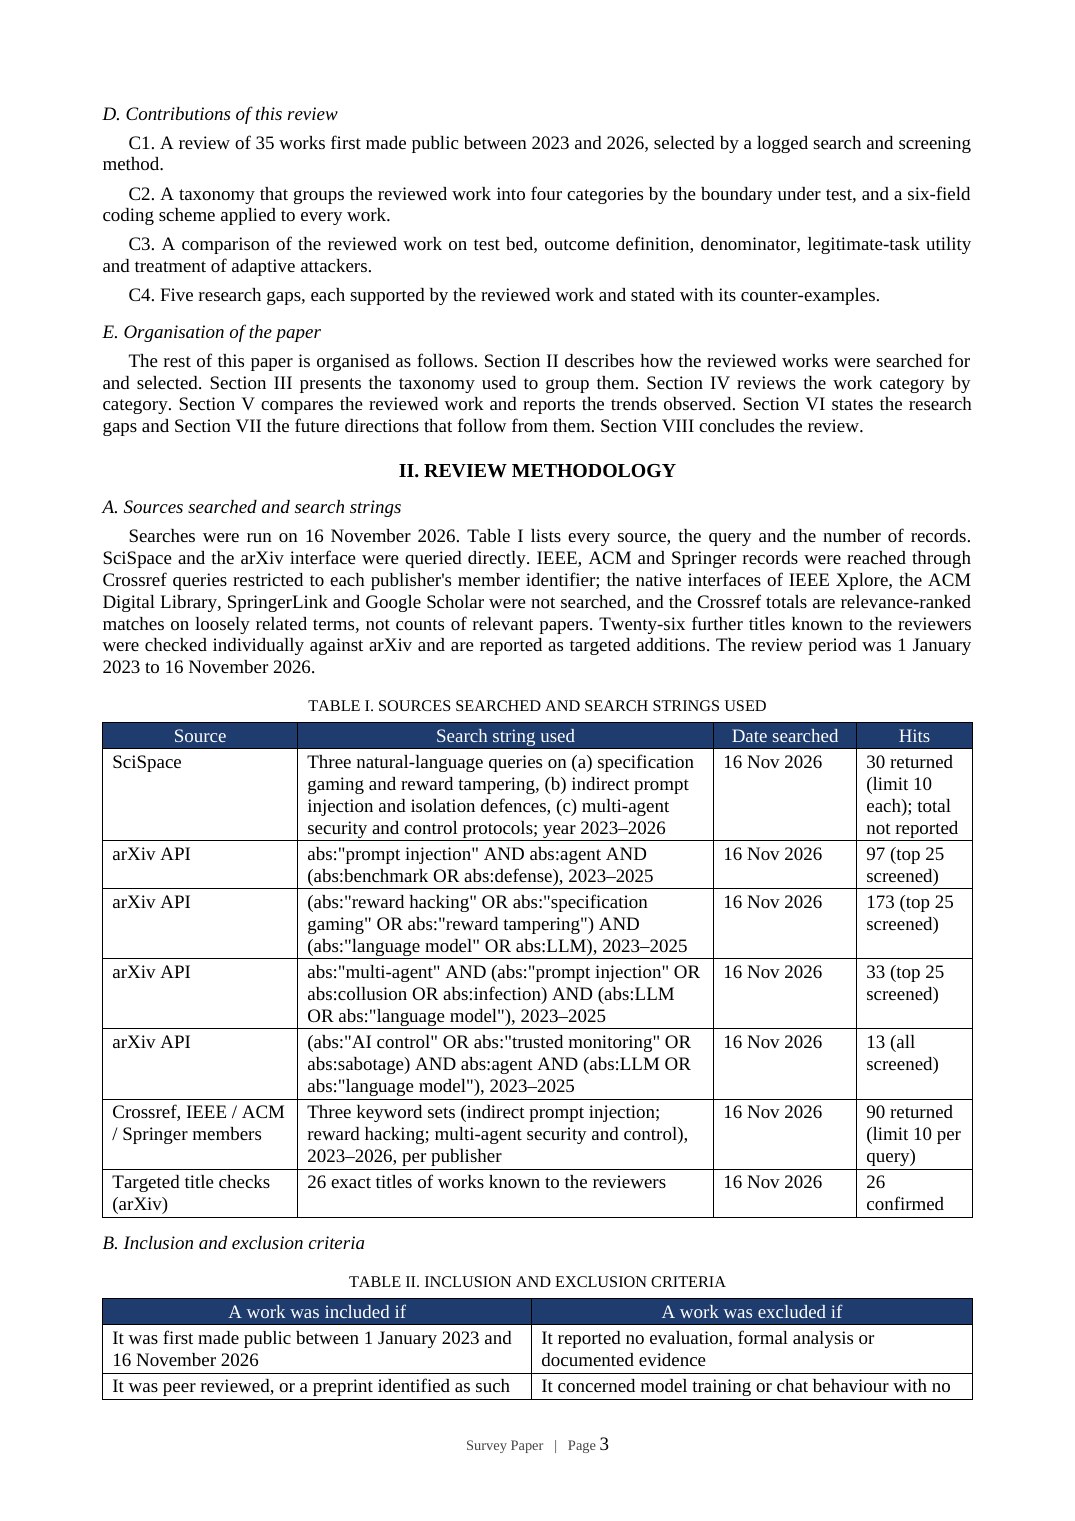 D. Contributions of this review
C1. A review of 35 works first made public between 2023 and 2026, selected by a logged search and screening
method.
C2. A taxonomy that groups the reviewed work into four categories by the boundary under test, and a six-field
coding scheme applied to every work.
C3. A comparison of the reviewed work on test bed, outcome definition, denominator, legitimate-task utility
and treatment of adaptive attackers.
C4. Five research gaps, each supported by the reviewed work and stated with its counter-examples.
E. Organisation of the paper
The rest of this paper is organised as follows. Section II describes how the reviewed works were searched for
and selected. Section III presents the taxonomy used to group them. Section IV reviews the work category by
category. Section V compares the reviewed work and reports the trends observed. Section VI states the research
gaps and Section VII the future directions that follow from them. Section VIII concludes the review.
II. REVIEW METHODOLOGY
A. Sources searched and search strings
Searches were run on 16 November 2026. Table I lists every source, the query and the number of records.
SciSpace and the arXiv interface were queried directly. IEEE, ACM and Springer records were reached through
Crossref queries restricted to each publisher's member identifier; the native interfaces of IEEE Xplore, the ACM
Digital Library, SpringerLink and Google Scholar were not searched, and the Crossref totals are relevance-ranked
matches on loosely related terms, not counts of relevant papers. Twenty-six further titles known to the reviewers
were checked individually against arXiv and are reported as targeted additions. The review period was 1 January
2023 to 16 November 2026.
TABLE I. SOURCES SEARCHED AND SEARCH STRINGS USED
Source Search string used Date searched Hits
SciSpace Three natural-language queries on (a) specification 16 Nov 2026 30 returned
gaming and reward tampering, (b) indirect prompt (limit 10
injection and isolation defences, (c) multi-agent each); total
security and control protocols; year 2023–2026 not reported
arXiv API abs:"prompt injection" AND abs:agent AND 16 Nov 2026 97 (top 25
(abs:benchmark OR abs:defense), 2023–2025 screened)
arXiv API (abs:"reward hacking" OR abs:"specification 16 Nov 2026 173 (top 25
gaming" OR abs:"reward tampering") AND screened)
(abs:"language model" OR abs:LLM), 2023–2025
arXiv API abs:"multi-agent" AND (abs:"prompt injection" OR 16 Nov 2026 33 (top 25
abs:collusion OR abs:infection) AND (abs:LLM screened)
OR abs:"language model"), 2023–2025
arXiv API (abs:"AI control" OR abs:"trusted monitoring" OR 16 Nov 2026 13 (all
abs:sabotage) AND abs:agent AND (abs:LLM OR screened)
abs:"language model"), 2023–2025
Crossref, IEEE / ACM Three keyword sets (indirect prompt injection; 16 Nov 2026 90 returned
/ Springer members reward hacking; multi-agent security and control), (limit 10 per
2023–2026, per publisher query)
Targeted title checks 26 exact titles of works known to the reviewers 16 Nov 2026 26
(arXiv) confirmed
B. Inclusion and exclusion criteria
TABLE II. INCLUSION AND EXCLUSION CRITERIA
A work was included if A work was excluded if
It was first made public between 1 January 2023 and It reported no evaluation, formal analysis or
16 November 2026 documented evidence
It was peer reviewed, or a preprint identified as such It concerned model training or chat behaviour with no
Survey Paper | Page 3